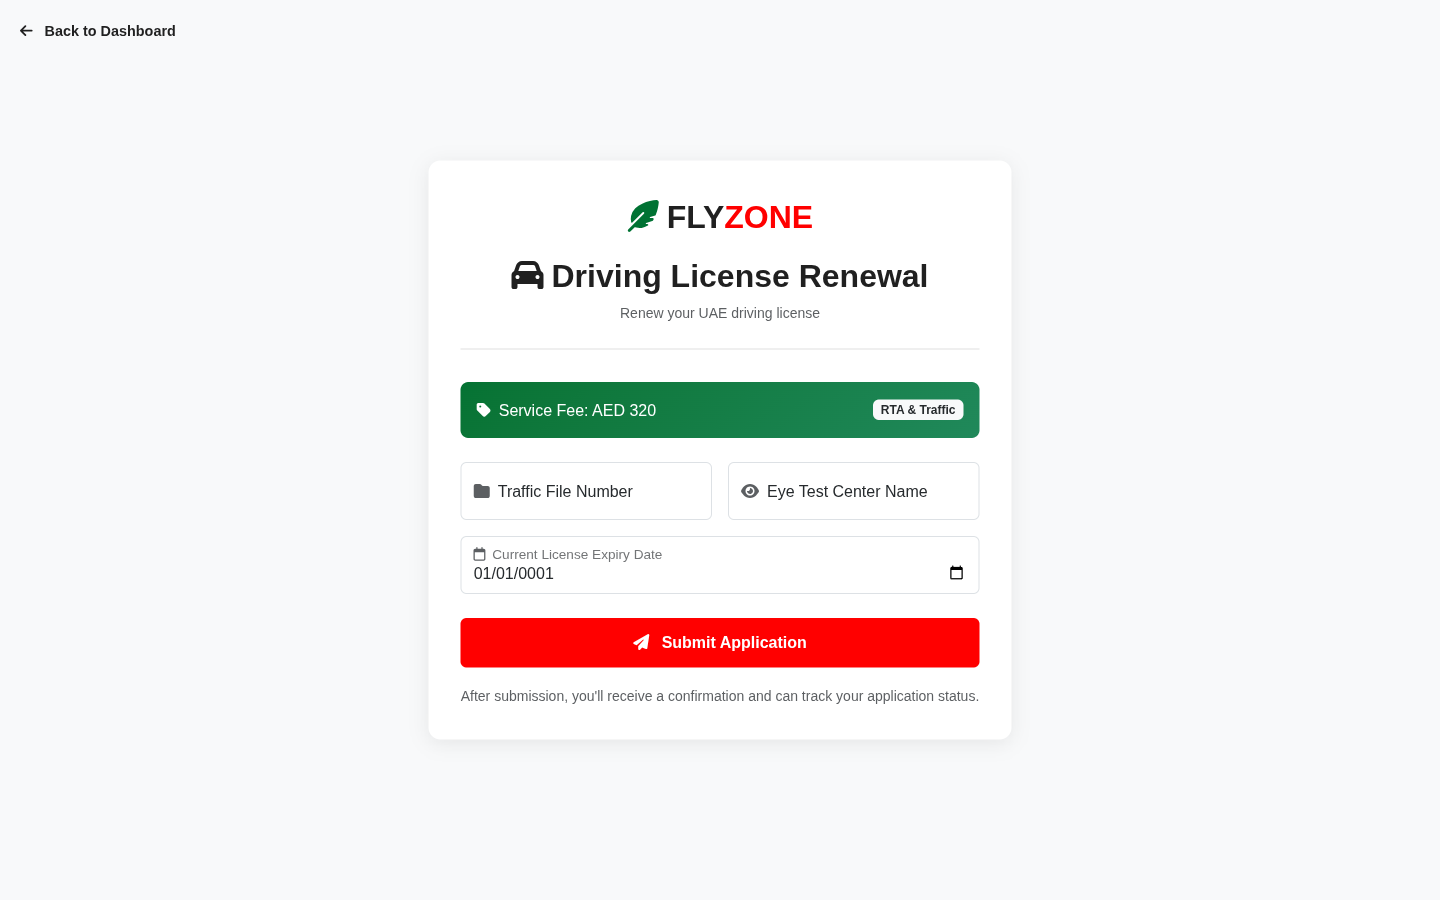 Back to Dashboard
FLYZONE
Driving License Renewal
Renew your UAE driving license
Service Fee: AED 320
RTA & Traffic
Traffic File Number
Eye Test Center Name
Current License Expiry Date
01/01/0001
Submit Application
After submission, you'll receive a confirmation and can track your application status.